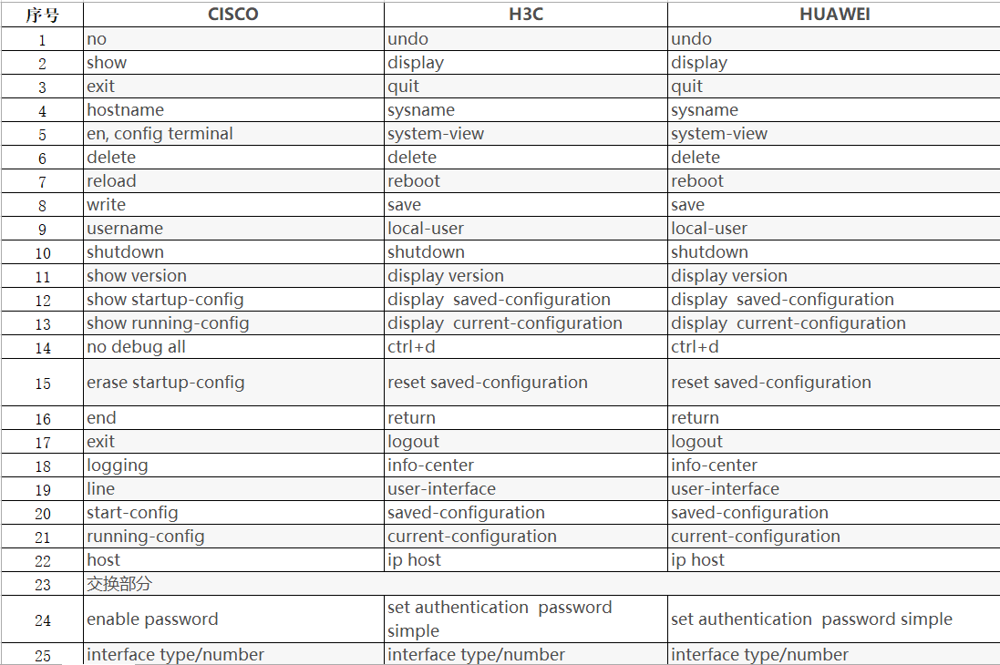 序号 CISCO H3C HUAWEI
1 no undo undo
2 show display display
3 exit quit quit
4 hostname sysname sysname
5 en, config terminal system-view system-view
6 delete delete delete
7 reload reboot reboot
8 write save save
9 username local-user local-user
10 shutdown shutdown shutdown
11 show version display version display version
12 show startup-config display  saved-configuration display  saved-configuration
13 show running-config display  current-configuration display  current-configuration
14 no debug all ctrl+d ctrl+d
15 erase startup-config reset saved-configuration reset saved-configuration
16 end return return
17 exit logout logout
18 logging info-center info-center
19 line user-interface user-interface
20 start-config saved-configuration saved-configuration
21 running-config current-configuration current-configuration
22 host ip host ip host
23 交换部分
24 enable password set authentication  password simple set authentication  password simple
25 interface type/number interface type/number interface type/number